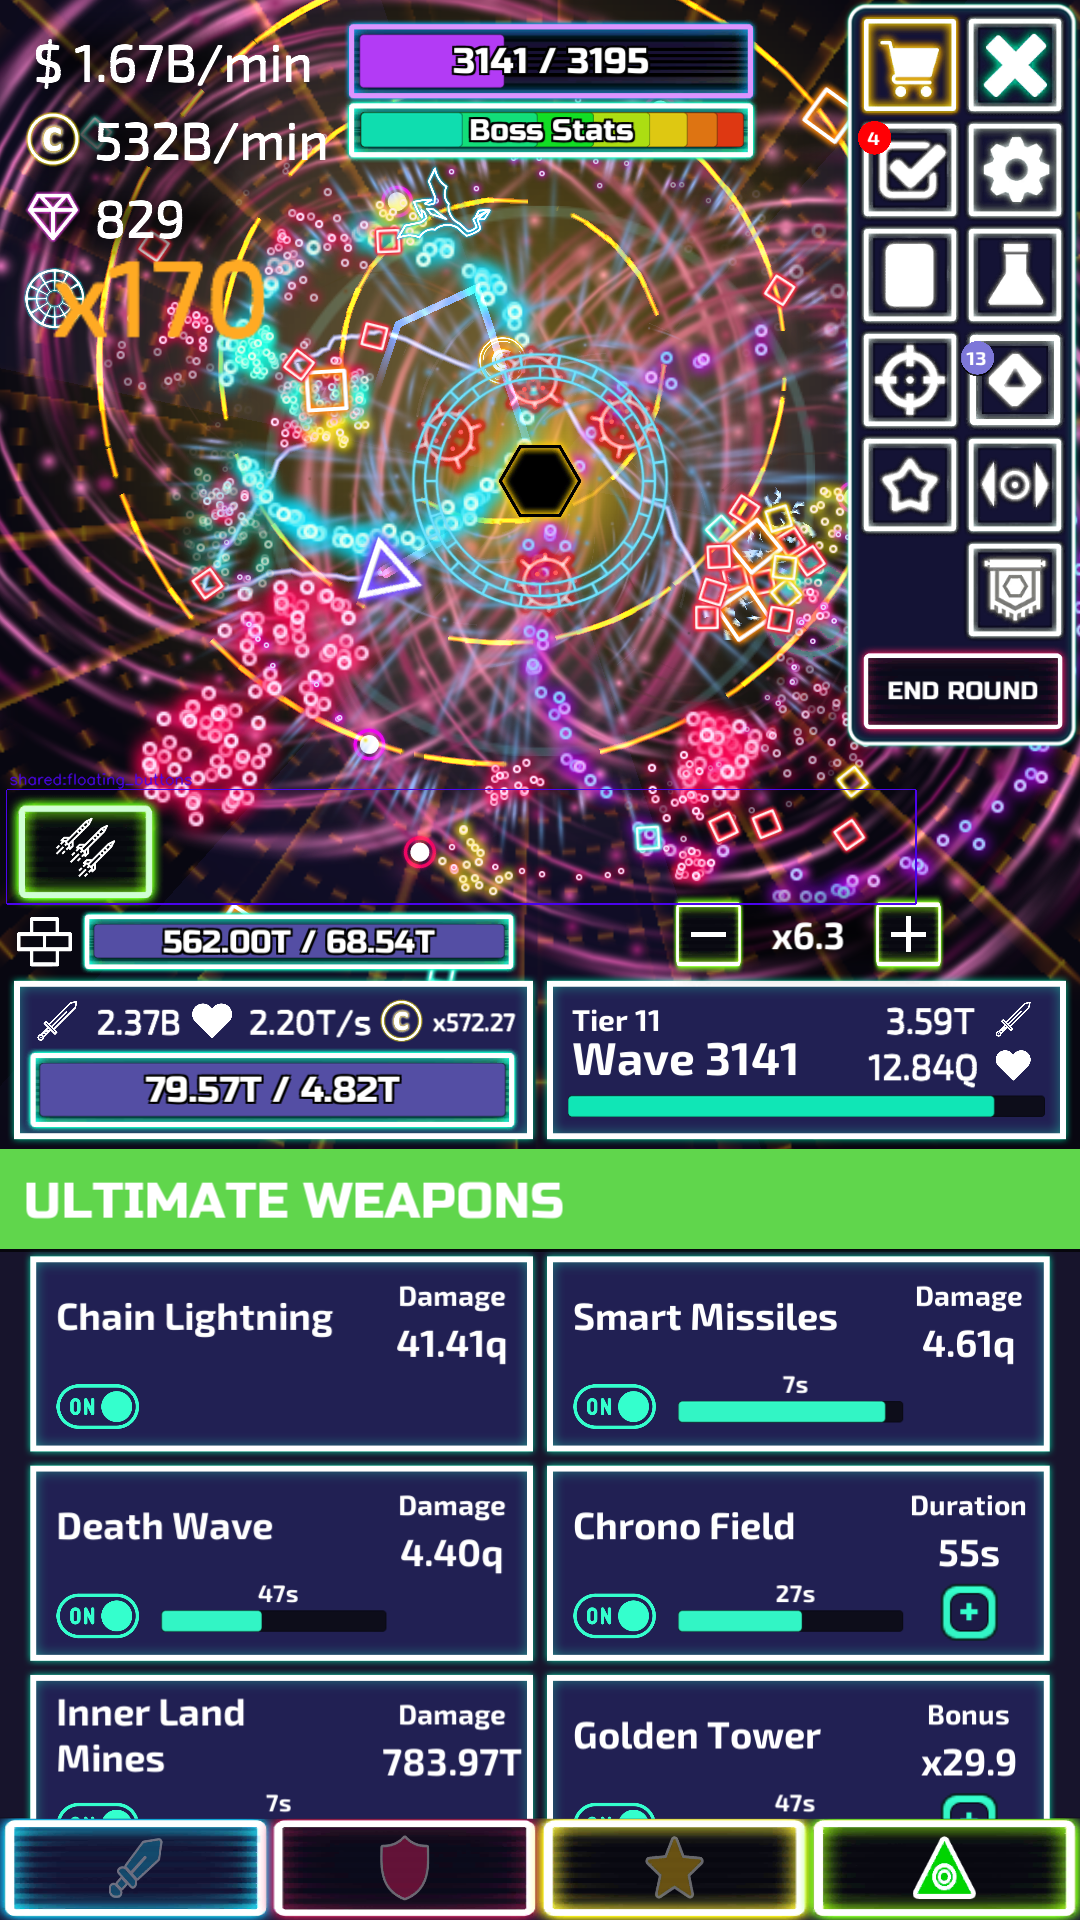 $ 1.67B/min
3141 / 3195
Boss Stats
C 532B/min
829
x170
4
13
END ROUND
shared:floating_buttons
562.00T / 68.54T
x6.3
2.37B 2.20T/s C x572.27
79.57T / 4.82T
Tier 11
3.59T
Wave 3141
12.84Q
ULTIMATE WEAPONS
Chain Lightning
Damage
41.41q
ON
Smart Missiles
Damage
4.61q
7s
ON
Death Wave
Damage
4.40q
47s
ON
Chrono Field
Duration
55s
27s
ON
Inner Land
Mines
Damage
783.97T
7s
ON
Golden Tower
Bonus
x29.9
47s
ON